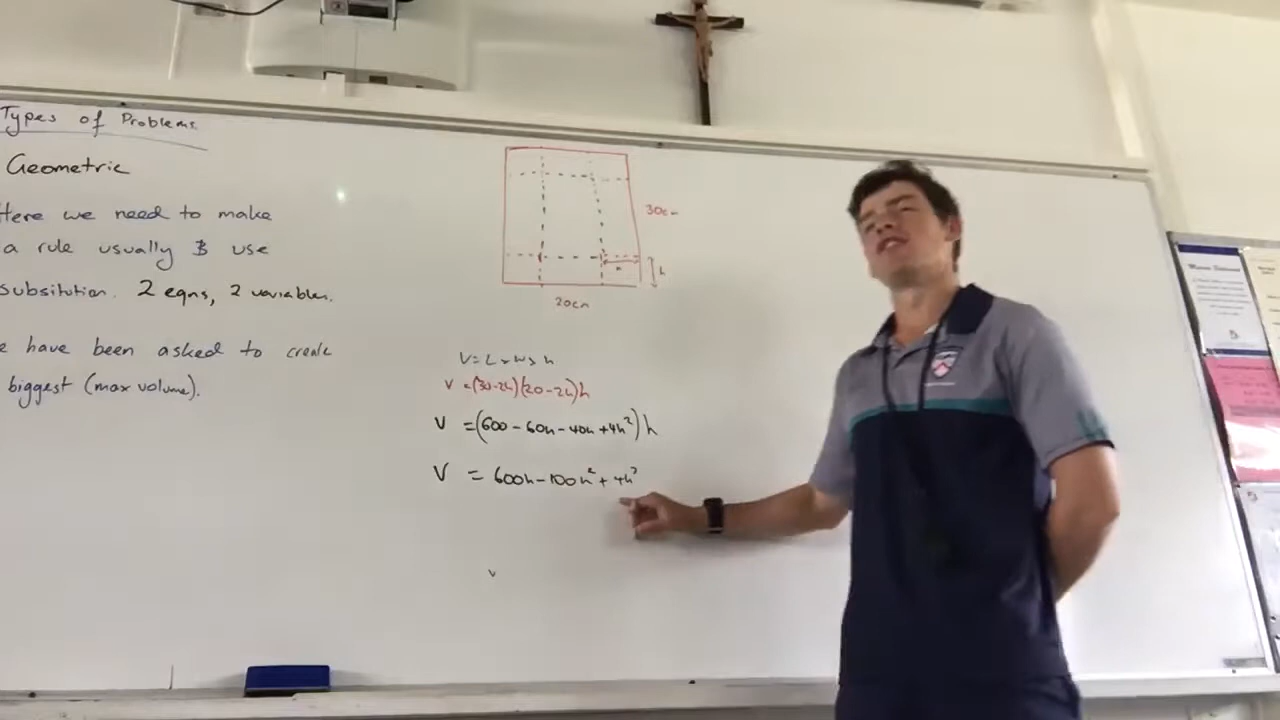 Types of Problems
Geometric
Here we need to make
a rule usually & use
subsitution. 2 eqns, 2 variables.
e have been asked to create
biggest (max volume).
30cm
h
h
20cm
V = L x W x h
V = (30-2h)(20-2h)h
V = (600 - 60h - 40h + 4h²) h
V = 600h - 100h² + 4h³